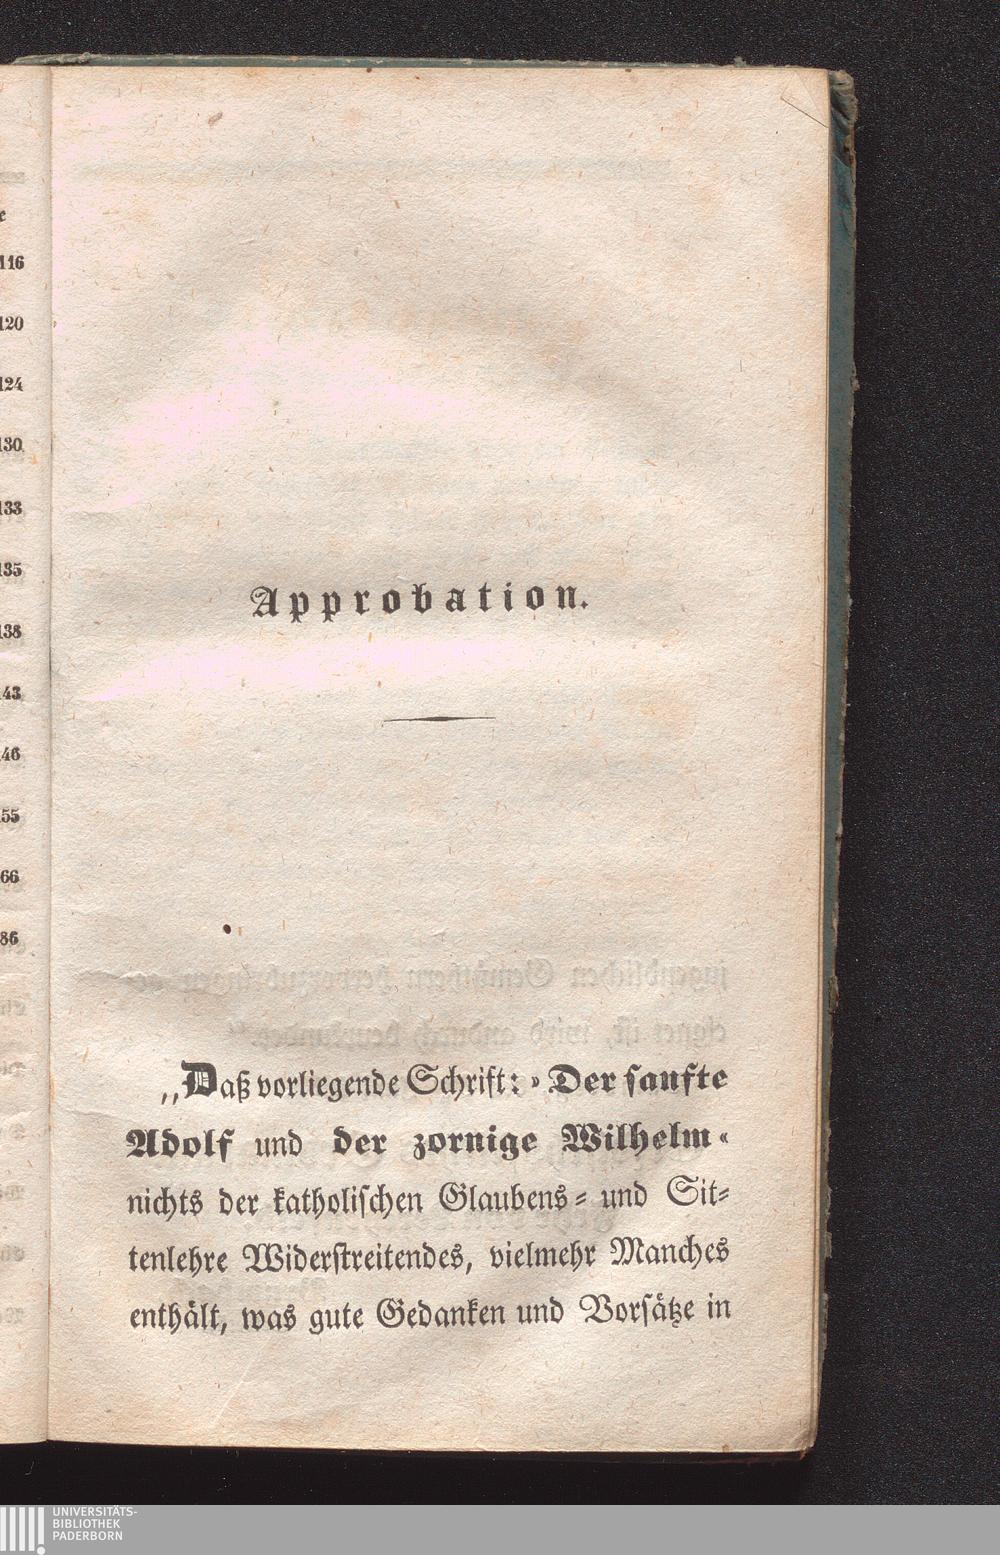 116
120
124
130
133
135
138
143
46
55
66
86
Approbation.
„Daß vorliegende Schrift: »Der sanfte
Adolf und der zornige Wilhelm«
nichts der katholischen Glaubens- und Sit-
tenlehre Widerstreitendes, vielmehr Manches
enthält, was gute Gedanken und Vorsätze in
UNIVERSITÄTS-
BIBLIOTHEK
PADERBORN